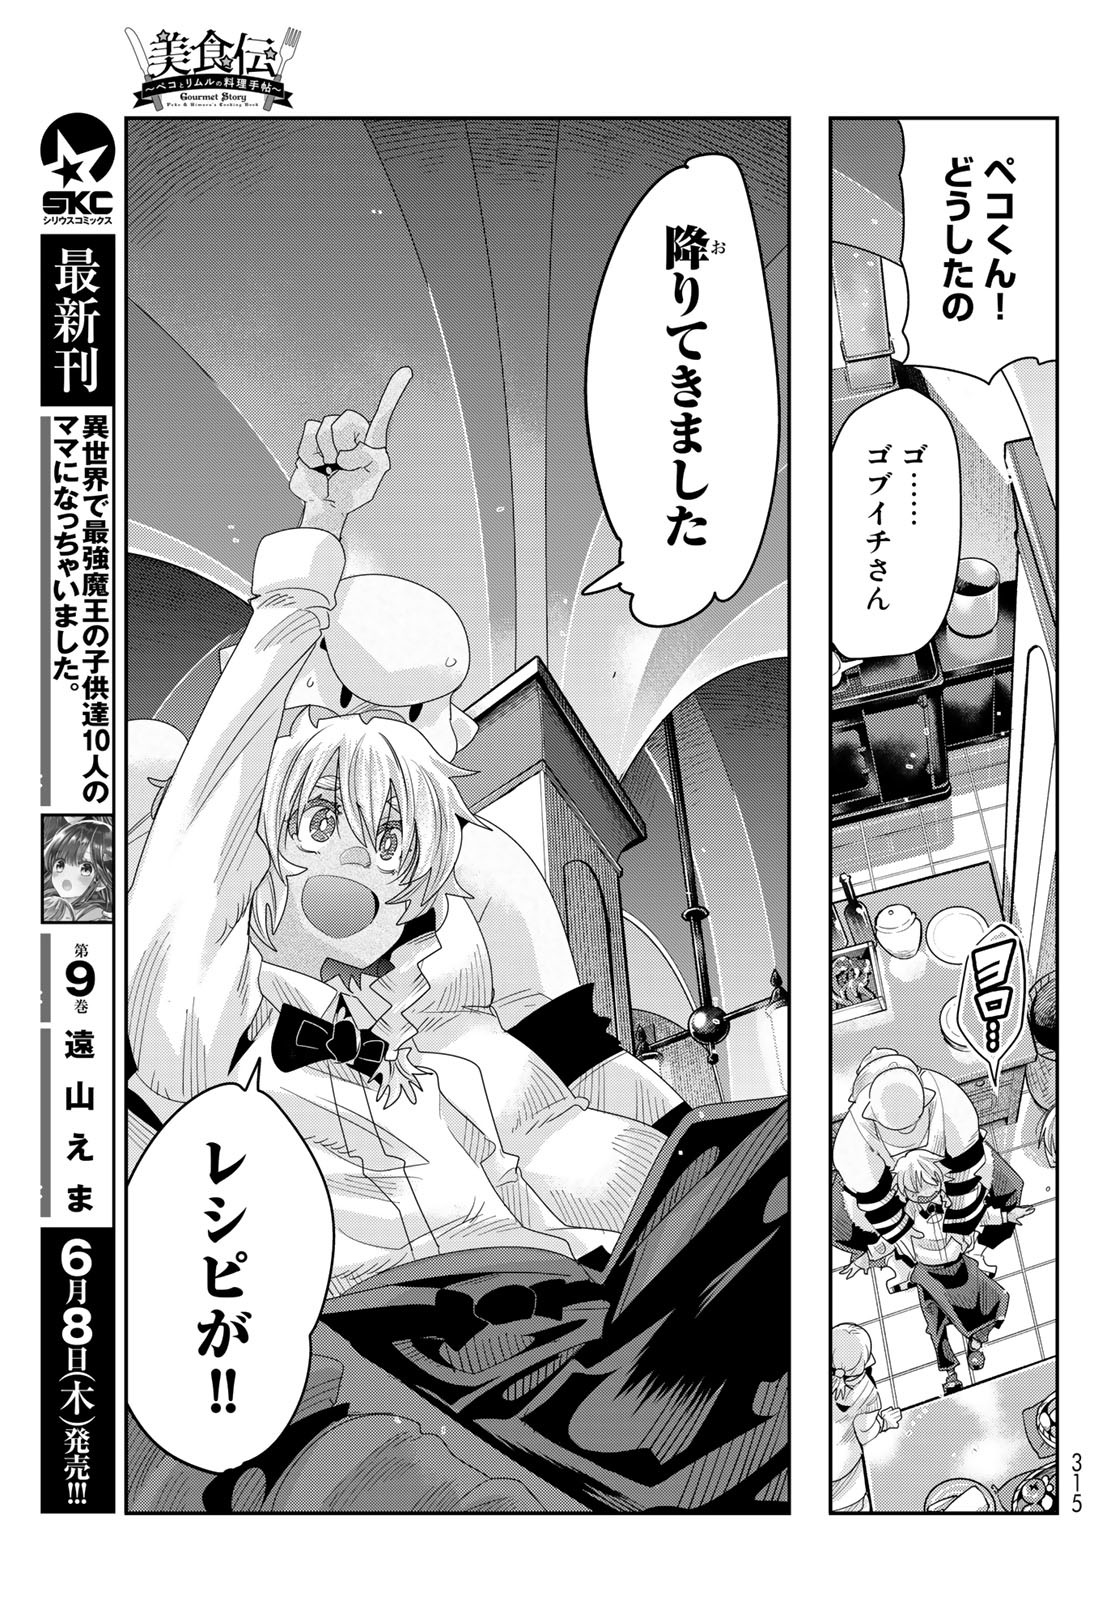 美食伝
～ペコとリムルの料理手帖～
Gourmet Story
Peko & Rimuru's Cooking Book
ペコくん！
どうしたの
ゴ……
ゴブイチさん
ヨロ…
降りてきました
お
レシピが!!
SKC
シリウスコミックス
最新刊
異世界で最強魔王の子供達10人の
ママになっちゃいました。
第9巻
遠山えま
6月8日(木)発売!!!
315